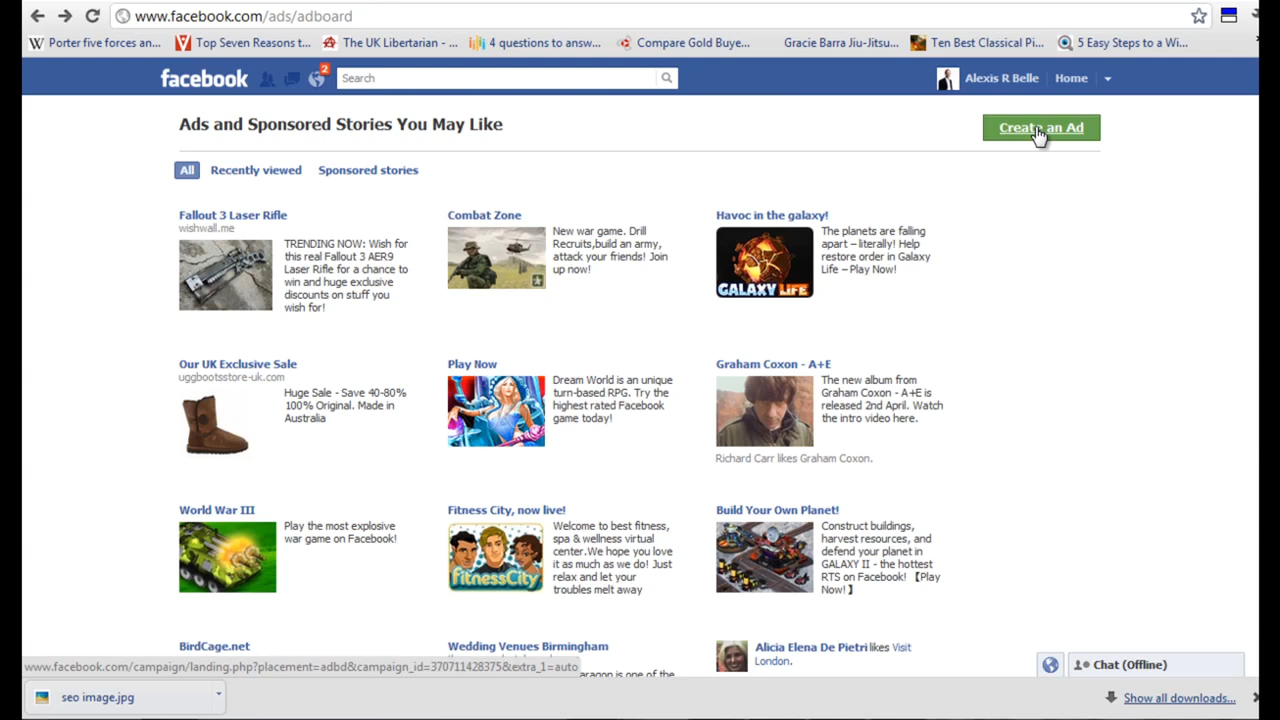 www.facebook.com/ads/adboard
Porter five forces an...
Top Seven Reasons t...
The UK Libertarian - ...
4 questions to answ...
Compare Gold Buye...
Gracie Barra Jiu-Jitsu...
Ten Best Classical Pi...
5 Easy Steps to a Wi...
facebook
2
Search
Alexis R Belle
Home
Ads and Sponsored Stories You May Like
Create an Ad
All
Recently viewed
Sponsored stories
Fallout 3 Laser Rifle
wishwall.me
TRENDING NOW: Wish for
this real Fallout 3 AER9
Laser Rifle for a chance to
win and huge exclusive
discounts on stuff you
wish for!
Combat Zone
New war game. Drill
Recruits,build an army,
attack your friends! Join
up now!
Havoc in the galaxy!
GALAXY LIFE
The planets are falling
apart – literally! Help
restore order in Galaxy
Life – Play Now!
Our UK Exclusive Sale
uggbootsstore-uk.com
Huge Sale - Save 40-80%
100% Original. Made in
Australia
Play Now
Dream World is an unique
turn-based RPG. Try the
highest rated Facebook
game today!
Graham Coxon - A+E
The new album from
Graham Coxon - A+E is
released 2nd April. Watch
the intro video here.
Richard Carr likes Graham Coxon.
World War III
Play the most explosive
war game on Facebook!
Fitness City, now live!
FitnessCity
Welcome to best fitness,
spa & wellness virtual
center.We hope you love
it as much as we do! Just
relax and let your
troubles melt away
Build Your Own Planet!
Construct buildings,
harvest resources, and
defend your planet in
GALAXY II - the hottest
RTS on Facebook! 【Play
Now!】
BirdCage.net
Wedding Venues Birmingham
aragon is one of the
Alicia Elena De Pietri likes Visit
London.
www.facebook.com/campaign/landing.php?placement=adbd&campaign_id=370711428375&extra_1=auto
Chat (Offline)
seo image.jpg
Show all downloads...